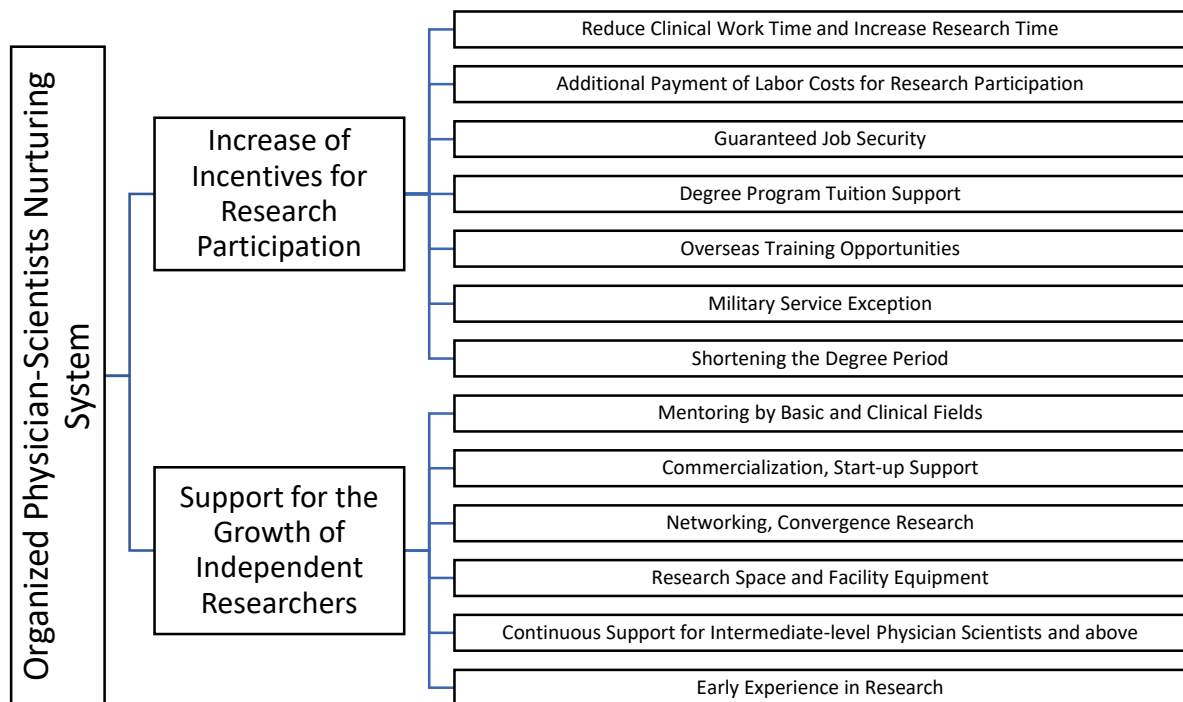 Organized Physician-Scientists Nurturing
System
Increase of
Incentives for
Research
Participation
Reduce Clinical Work Time and Increase Research Time
Additional Payment of Labor Costs for Research Participation
Guaranteed Job Security
Degree Program Tuition Support
Overseas Training Opportunities
Military Service Exception
Shortening the Degree Period
Support for the
Growth of
Independent
Researchers
Mentoring by Basic and Clinical Fields
Commercialization, Start-up Support
Networking, Convergence Research
Research Space and Facility Equipment
Continuous Support for Intermediate-level Physician Scientists and above
Early Experience in Research